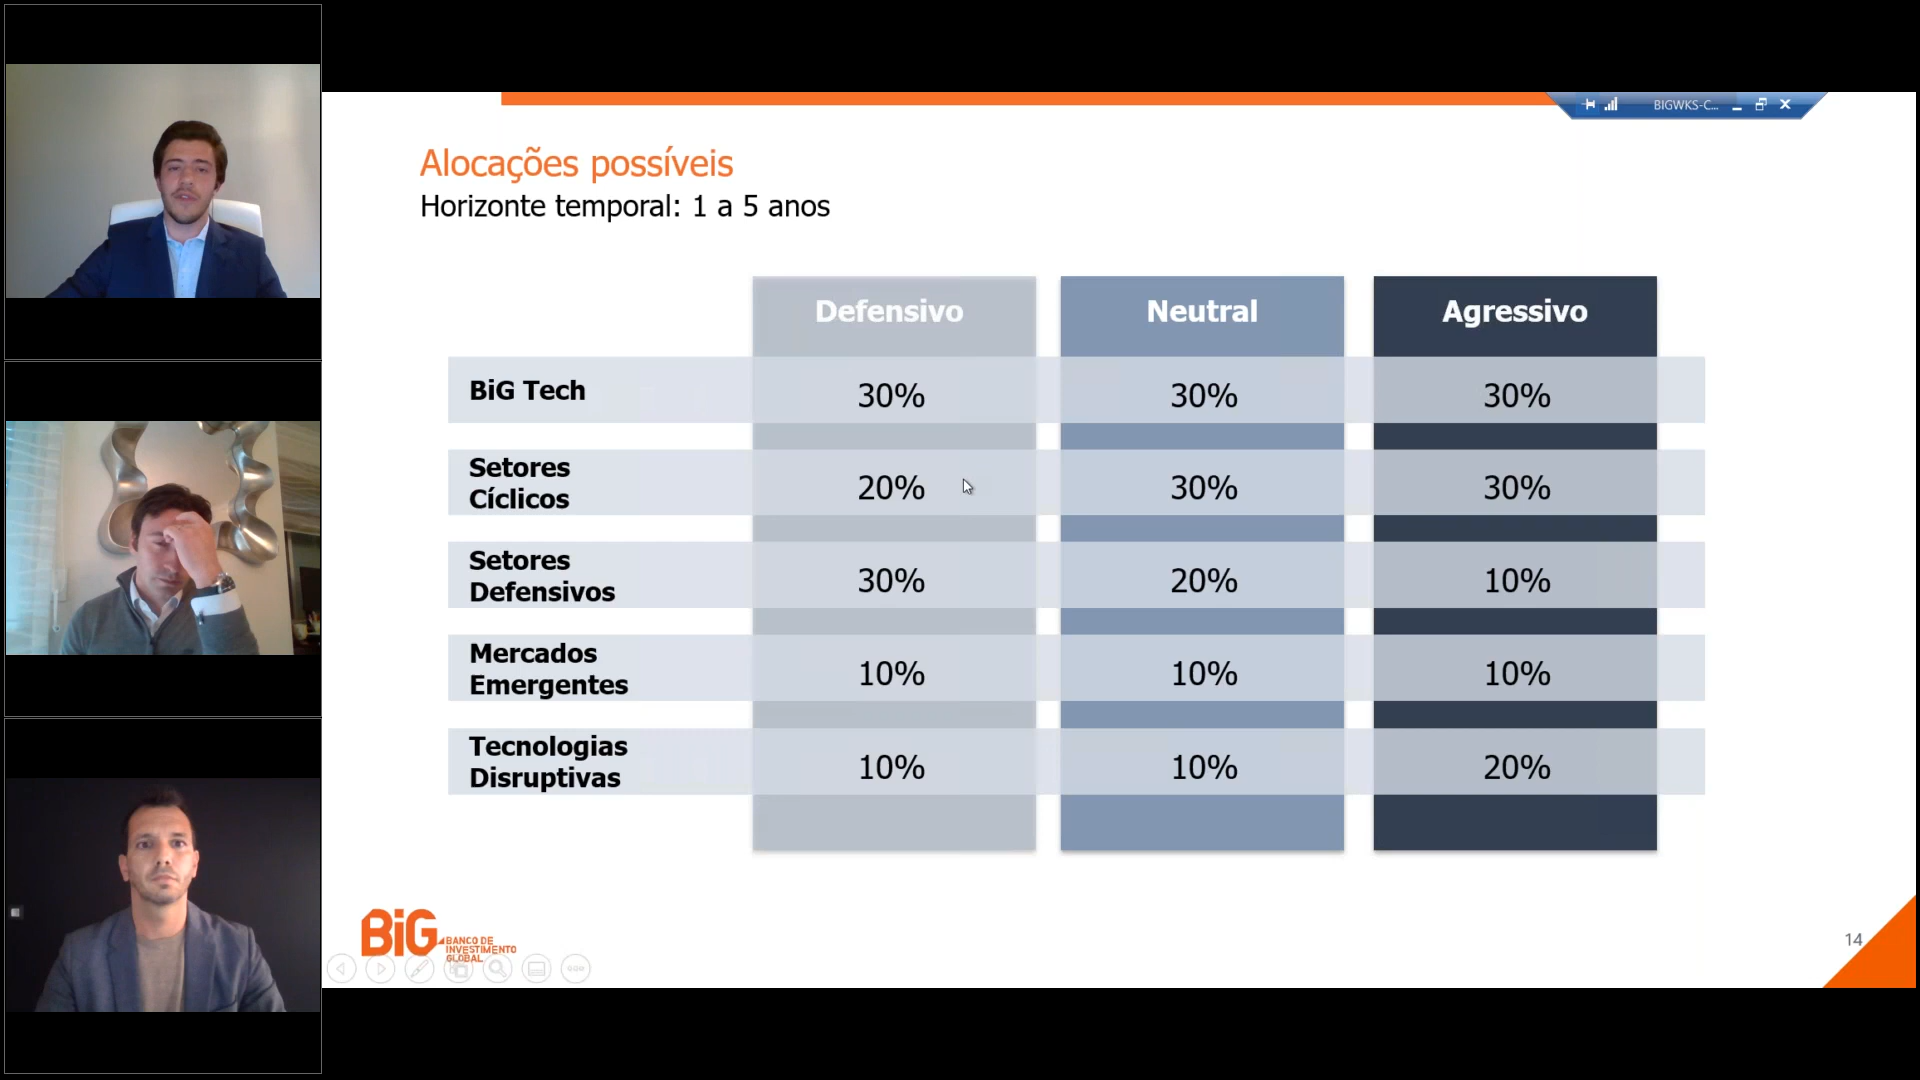 BIGWKS-C...
Alocações possíveis
Horizonte temporal: 1 a 5 anos
Defensivo Neutral Agressivo
BiG Tech 30% 30% 30%
Setores
Cíclicos 20% 30% 30%
Setores
Defensivos 30% 20% 10%
Mercados
Emergentes 10% 10% 10%
Tecnologias
Disruptivas 10% 10% 20%
BiG BANCO DE
INVESTIMENTO
GLOBAL
14